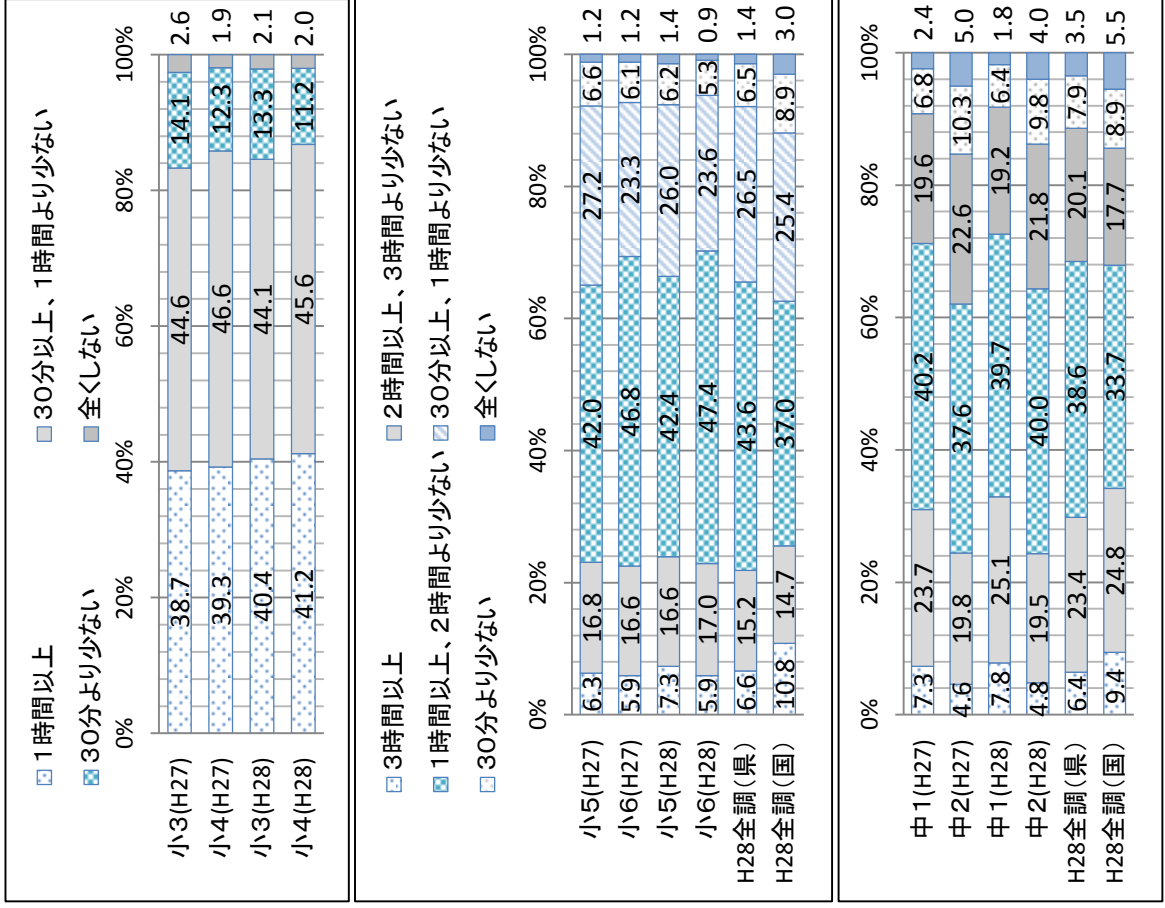 １時間以上
３０分以上、１時間より少ない
３０分より少ない
全くしない
0% 20% 40% 60% 80% 100%
小3(H27) 38.7 44.6 14.1 2.6
小4(H27) 39.3 46.6 12.3 1.9
小3(H28) 40.4 44.1 13.3 2.1
小4(H28) 41.2 45.6 11.2 2.0
３時間以上
２時間以上、３時間より少ない
１時間以上、２時間より少ない
３０分以上、１時間より少ない
３０分より少ない
全くしない
0% 20% 40% 60% 80% 100%
小5(H27) 6.3 16.8 42.0 27.2 6.6 1.2
小6(H27) 5.9 16.6 46.8 23.3 6.1 1.2
小5(H28) 7.3 16.6 42.4 26.0 6.2 1.4
小6(H28) 5.9 17.0 47.4 23.6 5.3 0.9
H28全調(県) 6.6 15.2 43.6 26.5 6.5 1.4
H28全調(国) 10.8 14.7 37.0 25.4 8.9 3.0
0% 20% 40% 60% 80% 100%
中1(H27) 7.3 23.7 40.2 19.6 6.8 2.4
中2(H27) 4.6 19.8 37.6 22.6 10.3 5.0
中1(H28) 7.8 25.1 39.7 19.2 6.4 1.8
中2(H28) 4.8 19.5 40.0 21.8 9.8 4.0
H28全調(県) 6.4 23.4 38.6 20.1 7.9 3.5
H28全調(国) 9.4 24.8 33.7 17.7 8.9 5.5